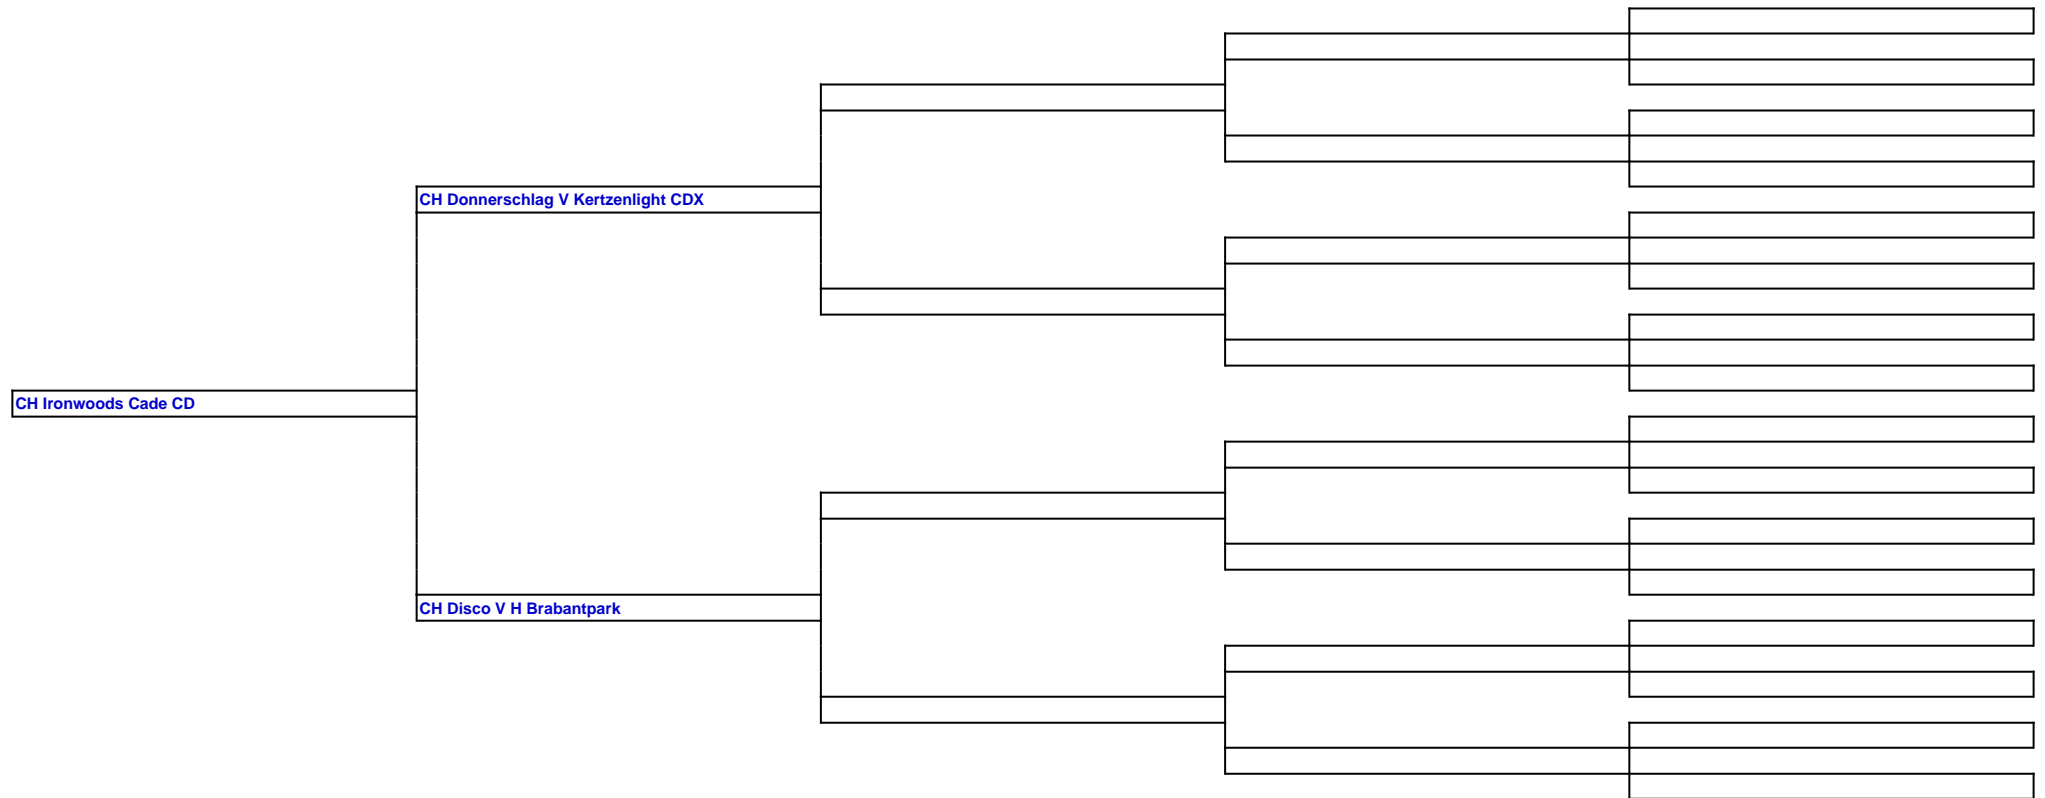 CH Donnerschlag V Kertzenlight CDX
CH Ironwoods Cade CD
CH Disco V H Brabantpark